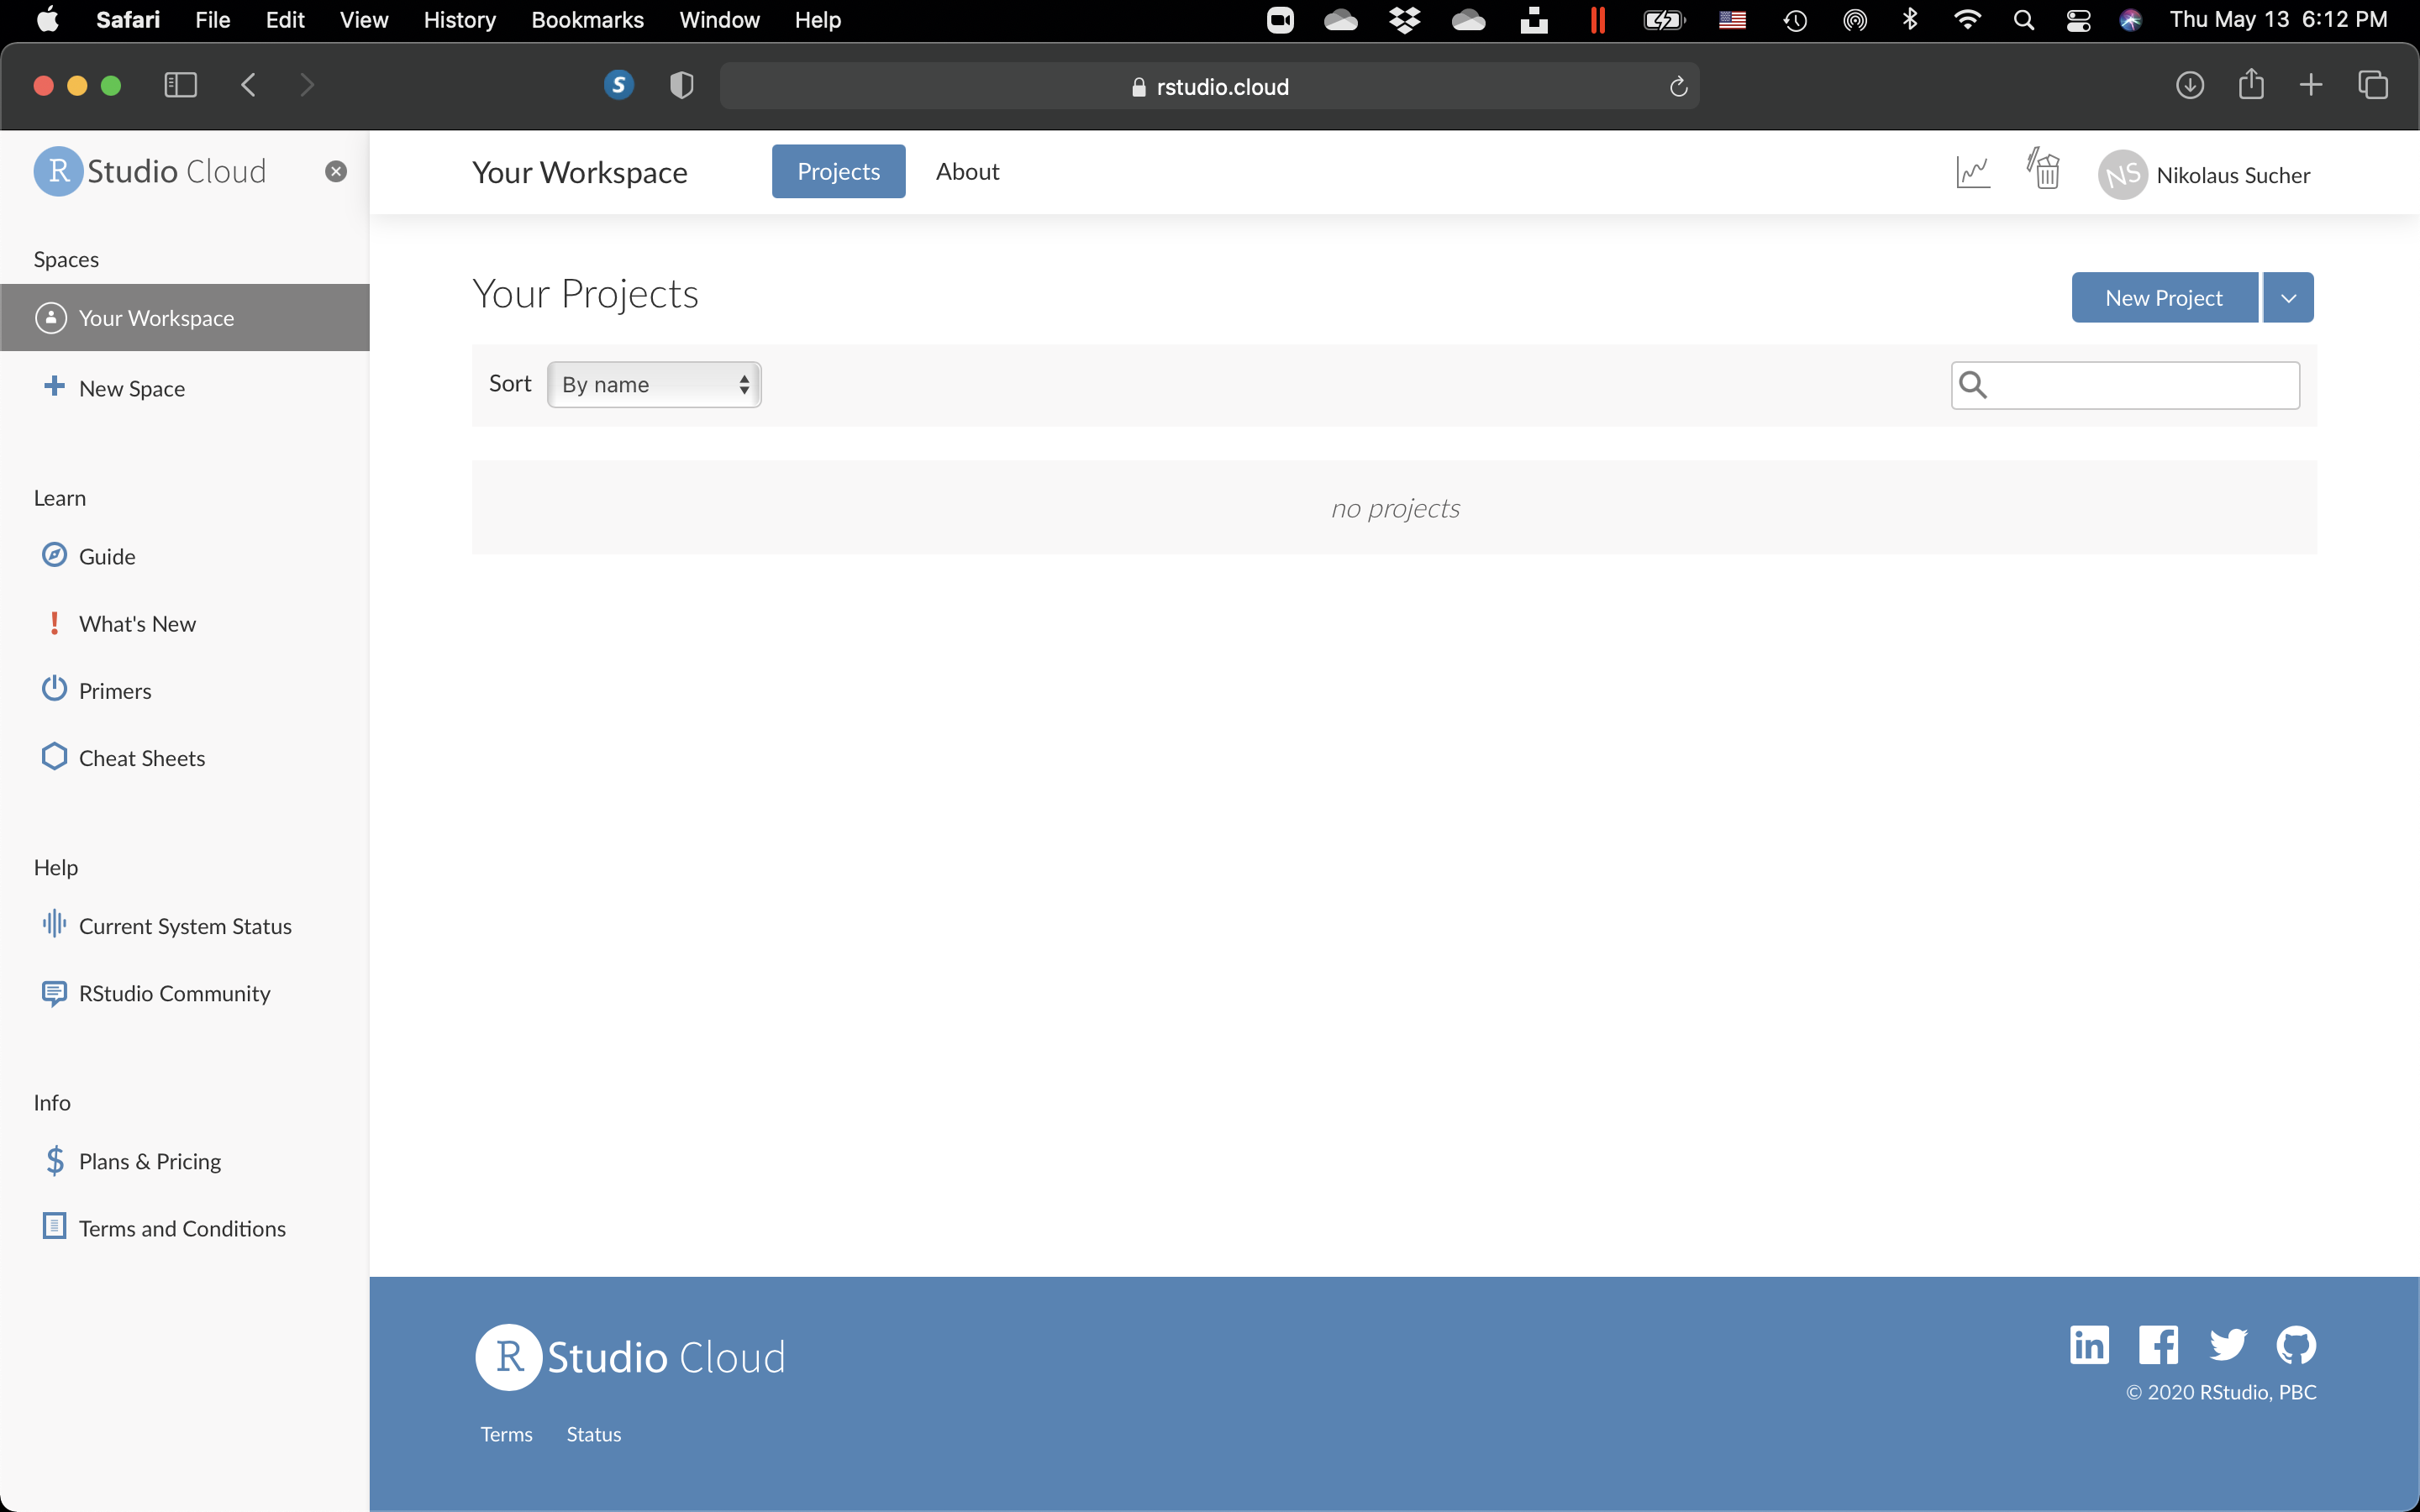 Safari File Edit View History Bookmarks Window Help Thu May 13 6:12 PM
S rstudio.cloud
R Studio Cloud
Your Workspace Projects About NS Nikolaus Sucher
Spaces
Your Workspace
New Space
Learn
Guide
What's New
Primers
Cheat Sheets
Help
Current System Status
RStudio Community
Info
$ Plans & Pricing
Terms and Conditions
Your Projects New Project
Sort By name
no projects
R Studio Cloud
Terms Status
in f
© 2020 RStudio, PBC